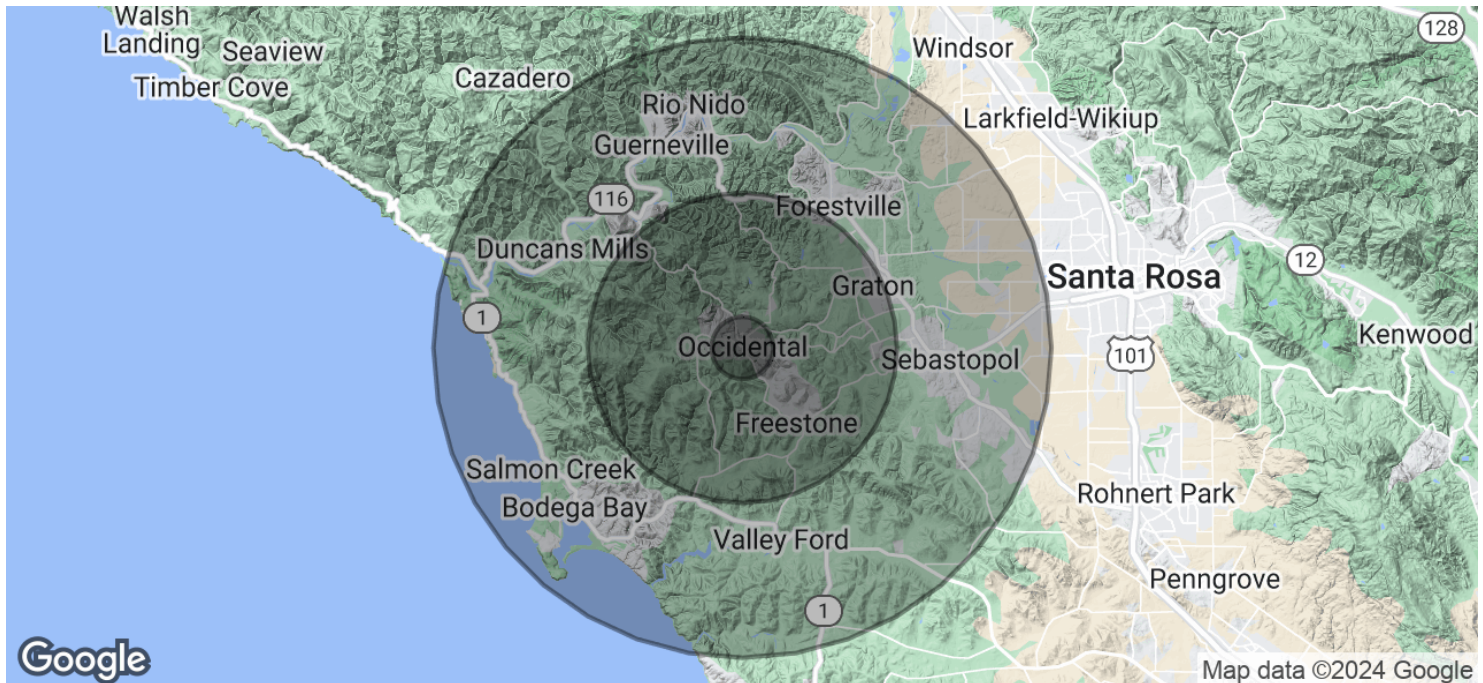 Walsh
Landing
Seaview
Timber Cove
Cazadero
Rio Nido
Guerneville
Windsor
128
Larkfield-Wikiup
116
Forestville
Duncans Mills
Graton
Santa Rosa
12
1
Occidental
Sebastopol
101
Kenwood
Freestone
Salmon Creek
Bodega Bay
Valley Ford
Rohnert Park
Penngrove
1
Google
Map data ©2024 Google